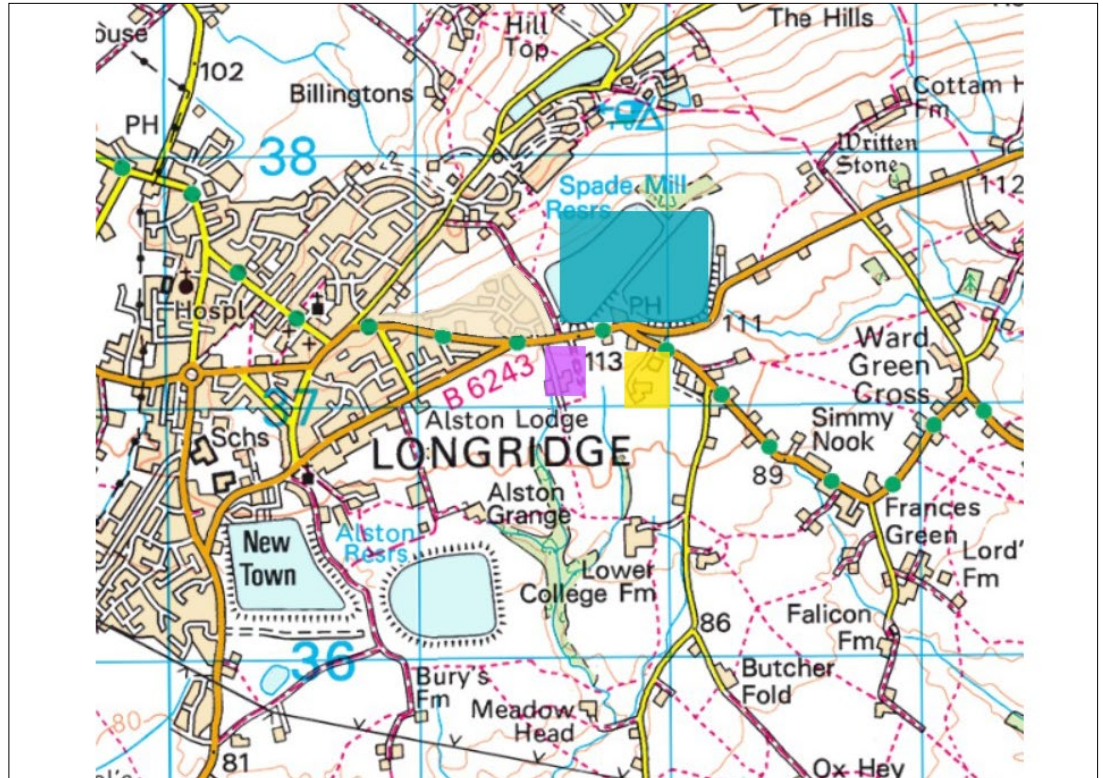 ouse
102
Hill
Top
The Hills
Billingtons
Cottam H
Fm
PH
38
Written
Stone
112
Spade Mill
Resrs
Hospl
PH
111
113
Ward
Green
Cross
B 6243
37
Alston Lodge
Simmy
Nook
Schs
LONGRIDGE
89
Alston
Grange
Frances
Green
New
Town
Alston
Resrs
Lord'
Fm
Lower
College Fm
Falicon
Fm
86
36
Bury's
Fm
Butcher
Fold
Meadow
Head
80
81
Ox Hey